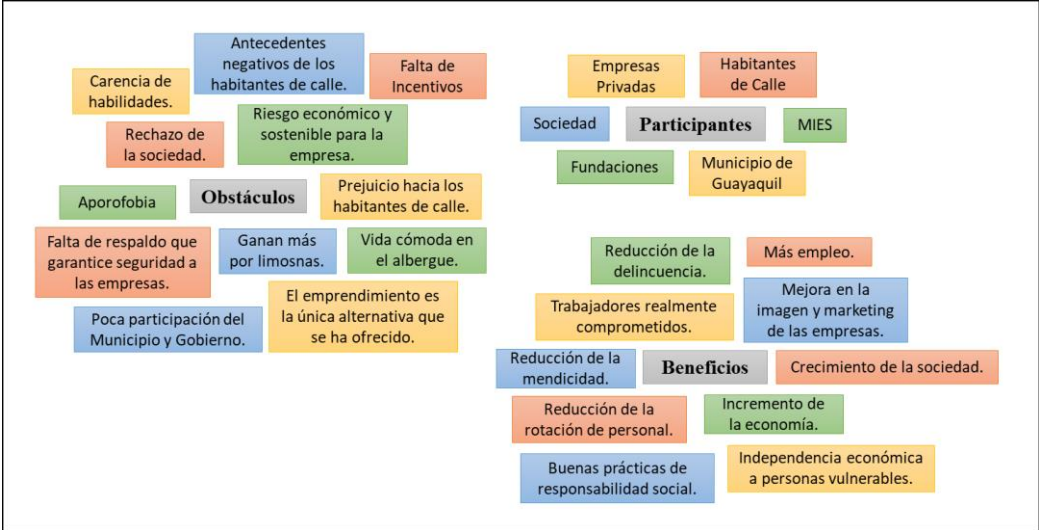 Antecedentes
negativos de los
habitantes de calle.
Carencia de
habilidades.
Falta de
Incentivos
Rechazo de
la sociedad.
Riesgo económico y
sostenible para la
empresa.
Aporofobia
Obstáculos
Prejuicio hacia los
habitantes de calle.
Falta de respaldo que
garantice seguridad a
las empresas.
Ganan más
por limosnas.
Vida cómoda en
el albergue.
Poca participación del
Municipio y Gobierno.
El emprendimiento es
la única alternativa que
se ha ofrecido.
Empresas
Privadas
Habitantes
de Calle
Sociedad
Participantes
MIES
Fundaciones
Municipio de
Guayaquil
Reducción de la
delincuencia.
Más empleo.
Trabajadores realmente
comprometidos.
Mejora en la
imagen y marketing
de las empresas.
Reducción de la
mendicidad.
Beneficios
Crecimiento de la sociedad.
Reducción de la
rotación de personal.
Incremento de
la economía.
Buenas prácticas de
responsabilidad social.
Independencia económica
a personas vulnerables.